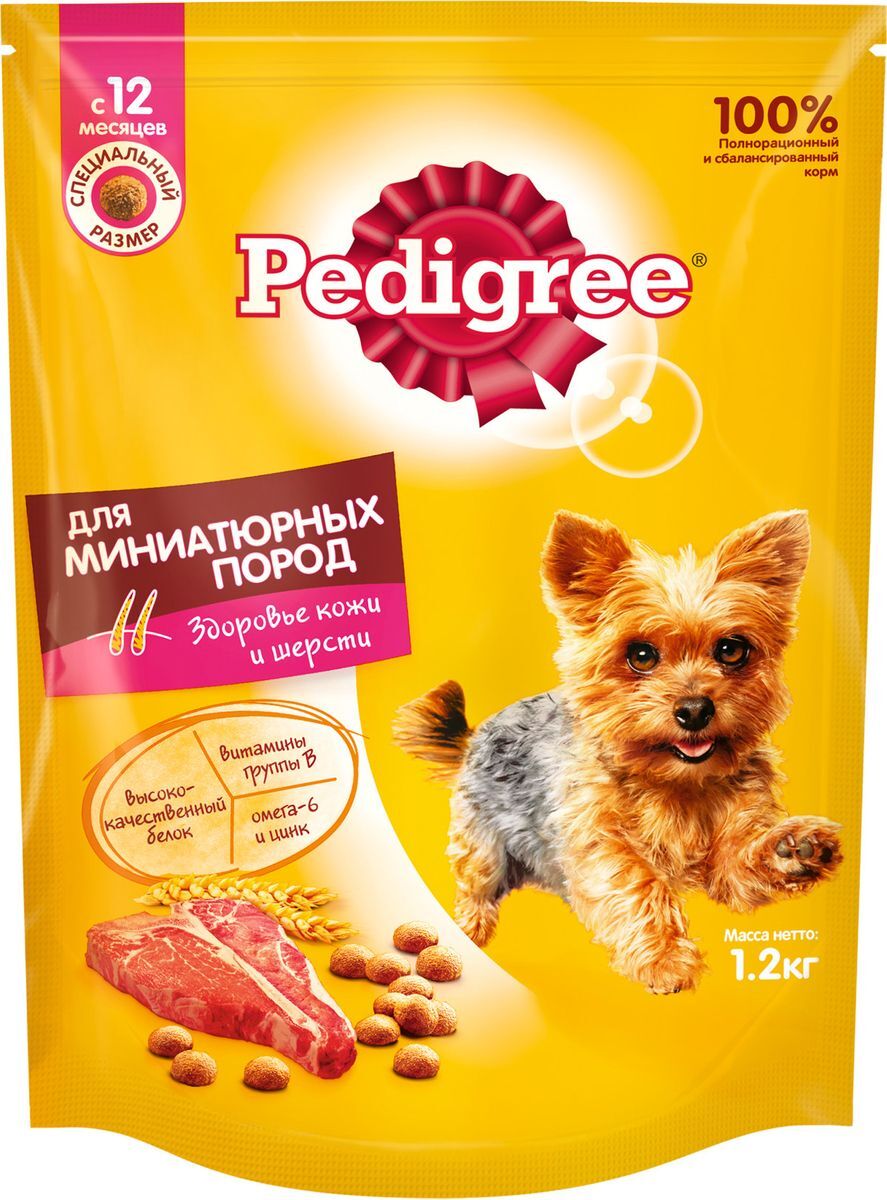 с 12
месяцев
СПЕЦИАЛЬНЫЙ
РАЗМЕР
100%
Полнорационный
и сбалансированный
корм
Pedigree®
ДЛЯ
МИНИАТЮРНЫХ
ПОРОД
Здоровье кожи
и шерсти
витамины
группы В
высоко-
качественный
белок
омега-6
и цинк
Масса нетто:
1.2кг